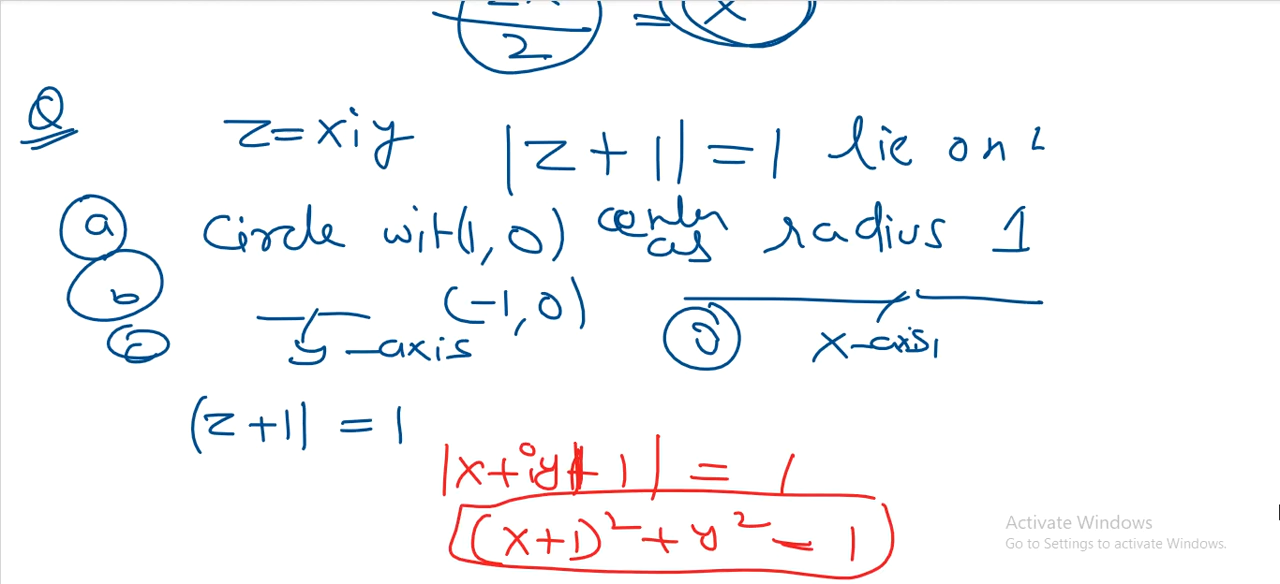 2 = x
Q z=xiy |z+1|=1 lie on
a circle wit(1,0) center as radius 1
b (-1,0)
c y-axis D x-axis
(z+1|=1
|x+iy+1|=1
(x+1)²+y²=1
Activate Windows
Go to Settings to activate Windows.